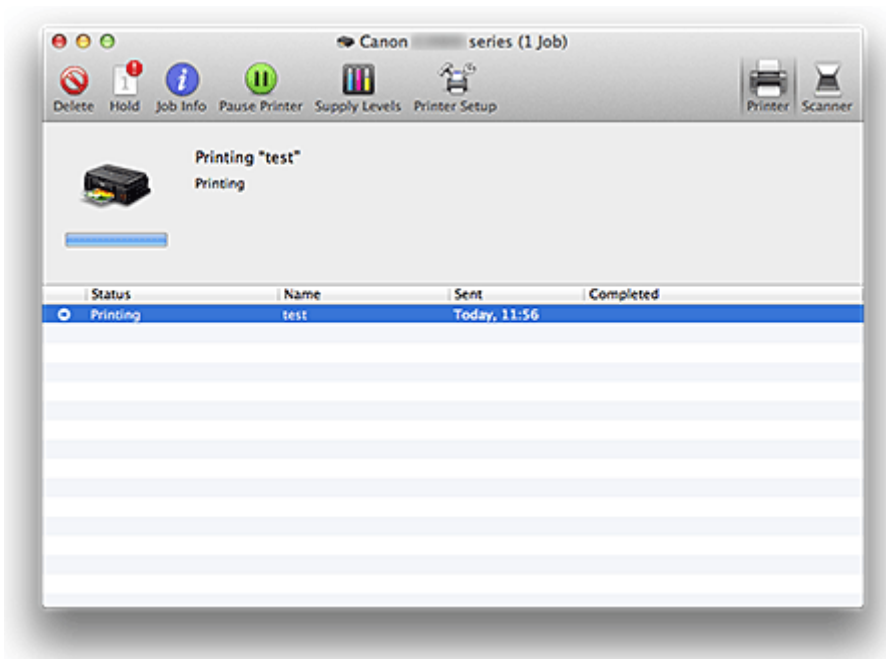 Canon series (1 Job)
Delete Hold Job Info Pause Printer Supply Levels Printer Setup Printer Scanner
Printing "test"
Printing
Status Name Sent Completed
Printing test Today, 11:56